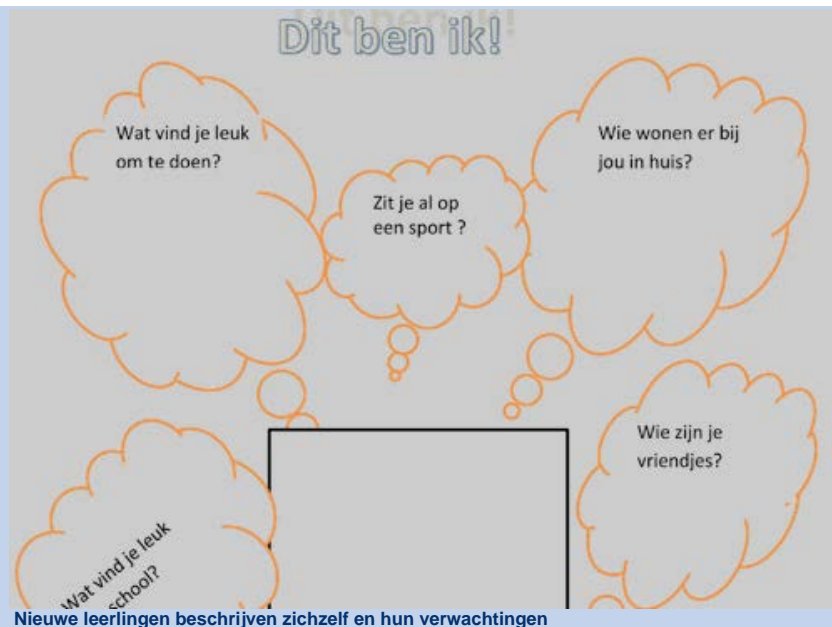 Dit ben ik!
Wat vind je leuk
om te doen?
Zit je al op
een sport ?
Wie wonen er bij
jou in huis?
Wie zijn je
vriendjes?
Wat vind je leuk
school?
Nieuwe leerlingen beschrijven zichzelf en hun verwachtingen